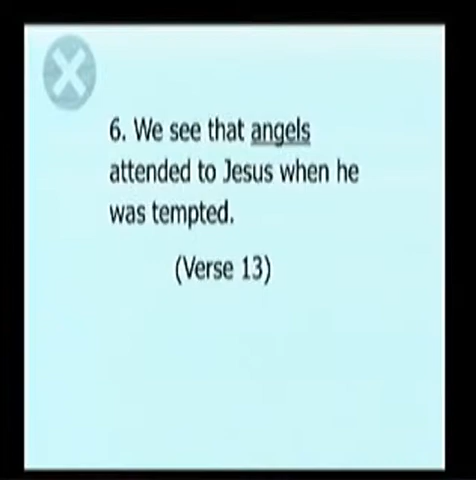 6. We see that angels
attended to Jesus when he
was tempted.
(Verse 13)